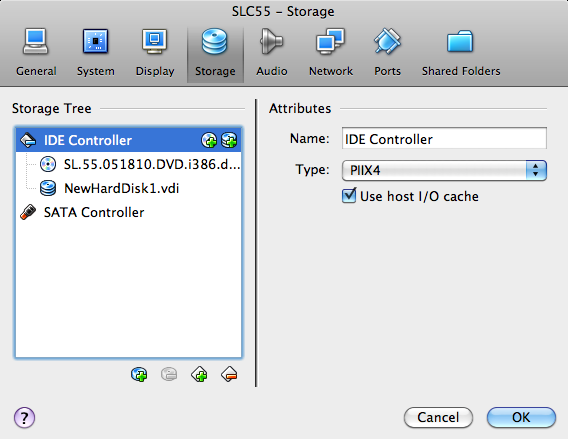 SLC55 – Storage
General System Display Storage Audio Network Ports Shared Folders
Storage Tree
IDE Controller
SL.55.051810.DVD.i386.d...
NewHardDisk1.vdi
SATA Controller
Attributes
Name: IDE Controller
Type: PIIX4
Use host I/O cache
?
Cancel OK